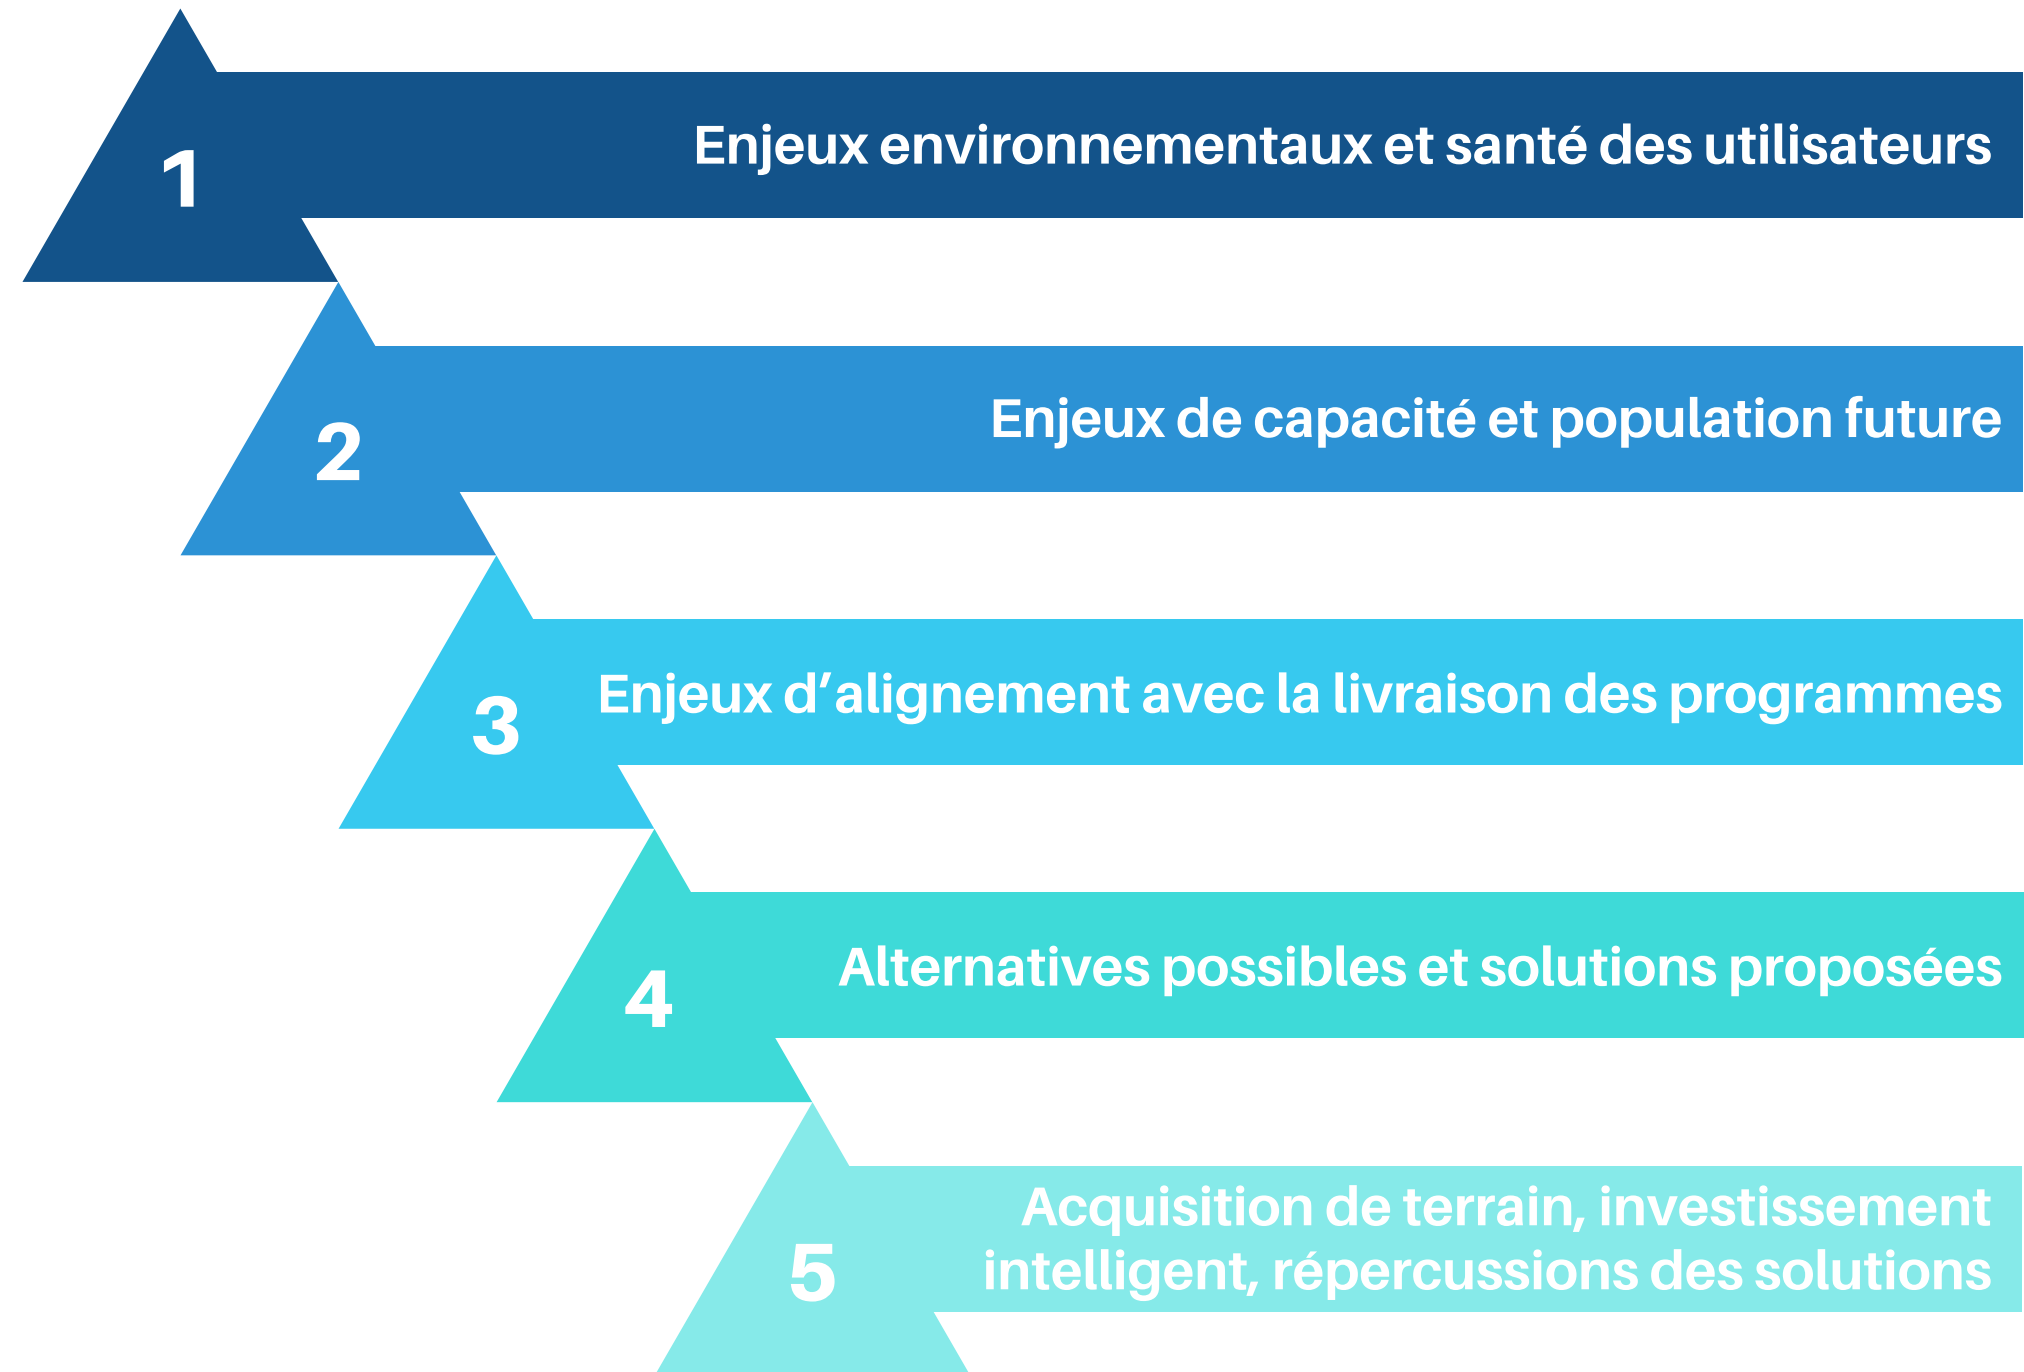 1
Enjeux environnementaux et santé des utilisateurs
2
Enjeux de capacité et population future
3
Enjeux d’alignement avec la livraison des programmes
4
Alternatives possibles et solutions proposées
5
Acquisition de terrain, investissement
intelligent, répercussions des solutions